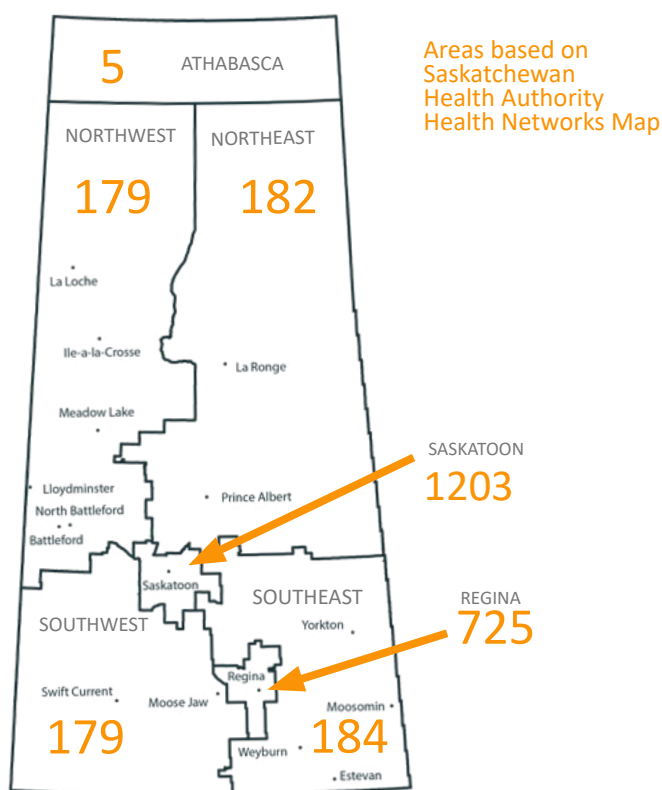 5 ATHABASCA
Areas based on
Saskatchewan
Health Authority
Health Networks Map
NORTHWEST
NORTHEAST
179
182
La Loche
Ile-a-la-Crosse
La Ronge
Meadow Lake
SASKATOON
1203
Lloydminster
Prince Albert
North Battleford
Battleford
Saskatoon
SOUTHEAST
REGINA
725
SOUTHWEST
Yorkton
Regina
Swift Current
Moose Jaw
Moosomin
179
184
Weyburn
Estevan